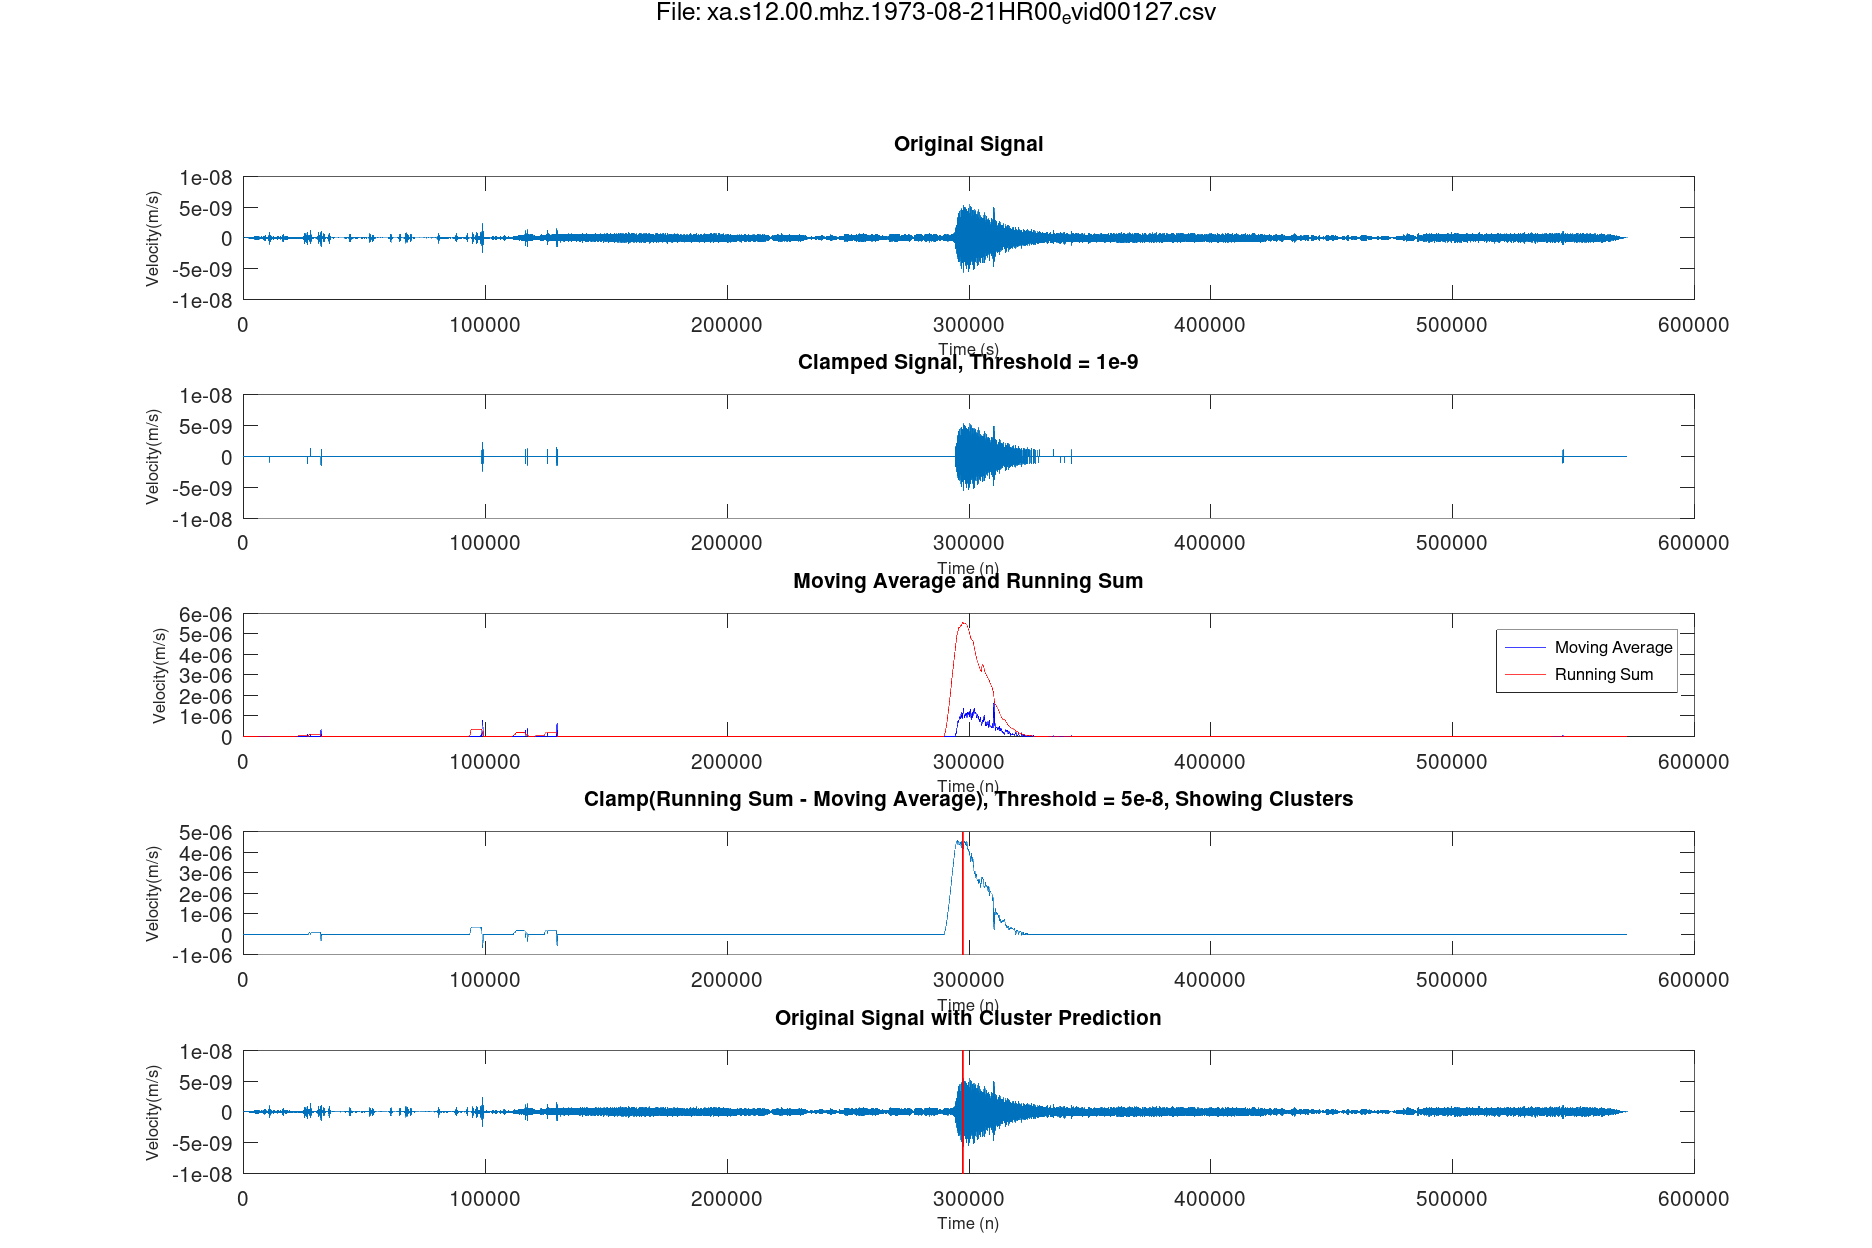 File: xa.s12.00.mhz.1973-08-21HR00evid00127.csv
Original Signal
Velocity(m/s)
1e-08
5e-09
0
-5e-09
-1e-08
0 100000 200000 300000 400000 500000 600000
Time (s)
Clamped Signal, Threshold = 1e-9
Velocity(m/s)
1e-08
5e-09
0
-5e-09
-1e-08
0 100000 200000 300000 400000 500000 600000
Time (n)
Moving Average and Running Sum
Velocity(m/s)
6e-06
5e-06
4e-06
3e-06
2e-06
1e-06
0
Moving Average
Running Sum
0 100000 200000 300000 400000 500000 600000
Time (n)
Clamp(Running Sum - Moving Average), Threshold = 5e-8, Showing Clusters
Velocity(m/s)
5e-06
4e-06
3e-06
2e-06
1e-06
0
-1e-06
0 100000 200000 300000 400000 500000 600000
Time (n)
Original Signal with Cluster Prediction
Velocity(m/s)
1e-08
5e-09
0
-5e-09
-1e-08
0 100000 200000 300000 400000 500000 600000
Time (n)